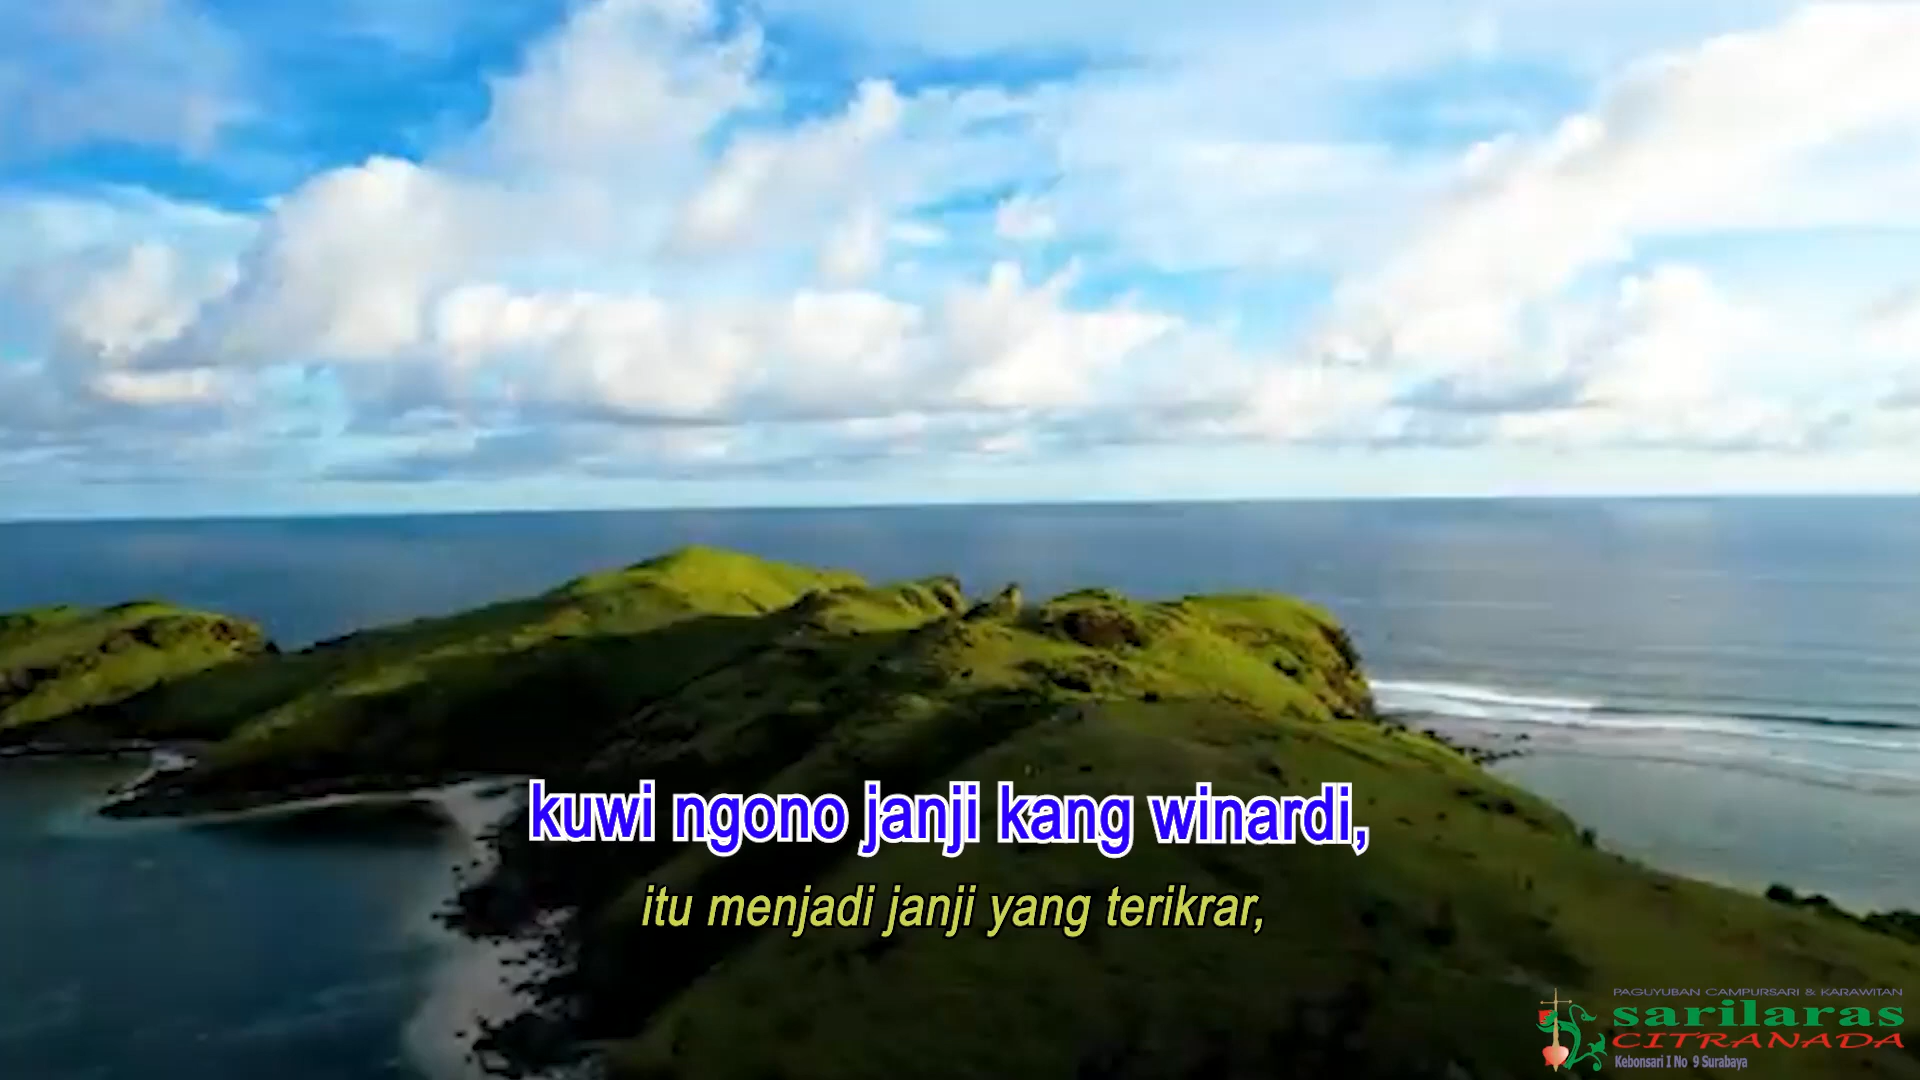 kuwi ngono janji kang winardi,
itu menjadi janji yang terikrar,
PAGUYUBAN CAMPURSARI & KARAWITAN
sarilaras
CITRANADA
Kebonsari I No 9 Surabaya